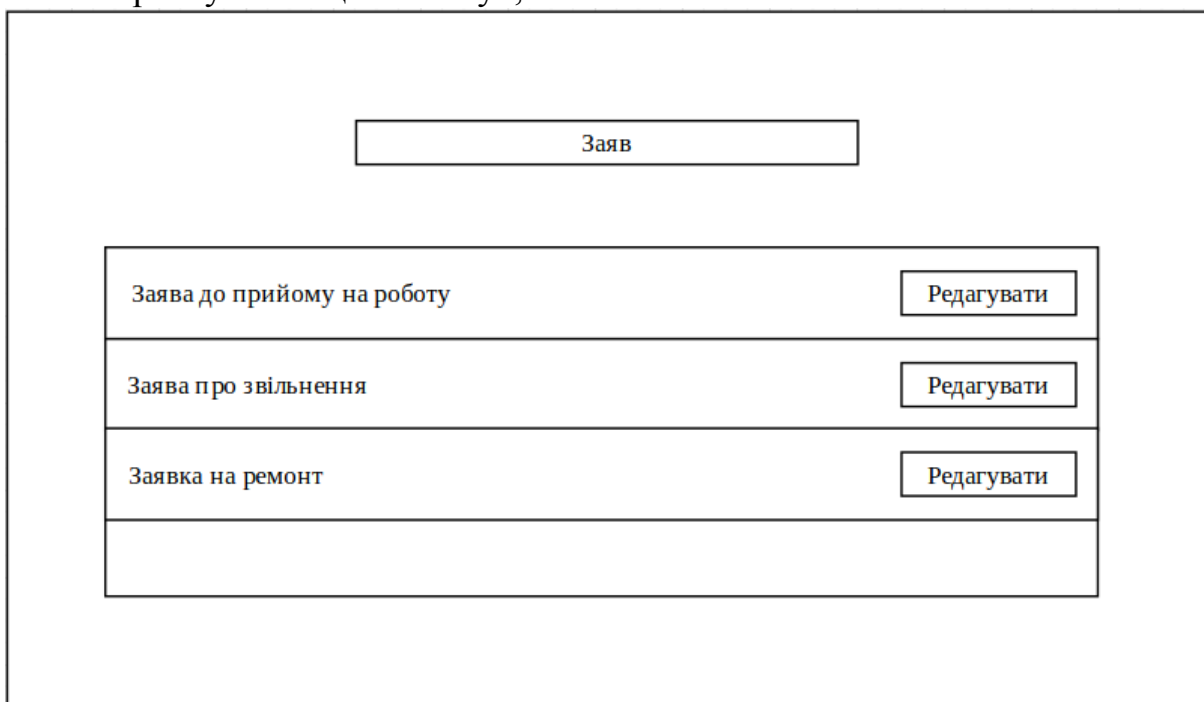 Заяв
Заява до прийому на роботу
Редагувати
Заява про звільнення
Редагувати
Заявка на ремонт
Редагувати